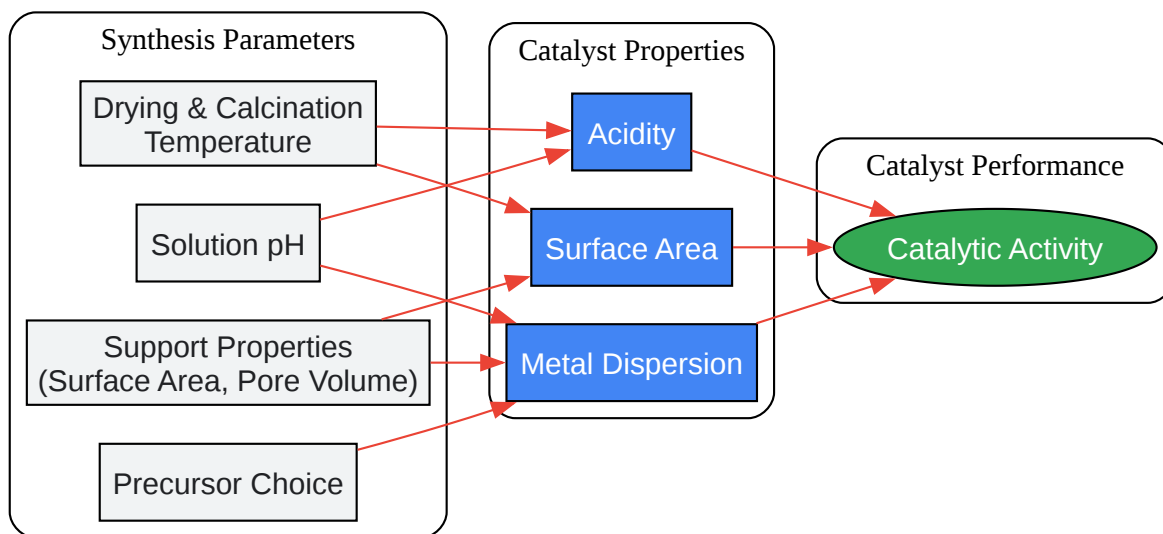 Synthesis Parameters
Drying & Calcination
Temperature
Solution pH
Support Properties
(Surface Area, Pore Volume)
Precursor Choice
Catalyst Properties
Acidity
Surface Area
Metal Dispersion
Catalyst Performance
Catalytic Activity